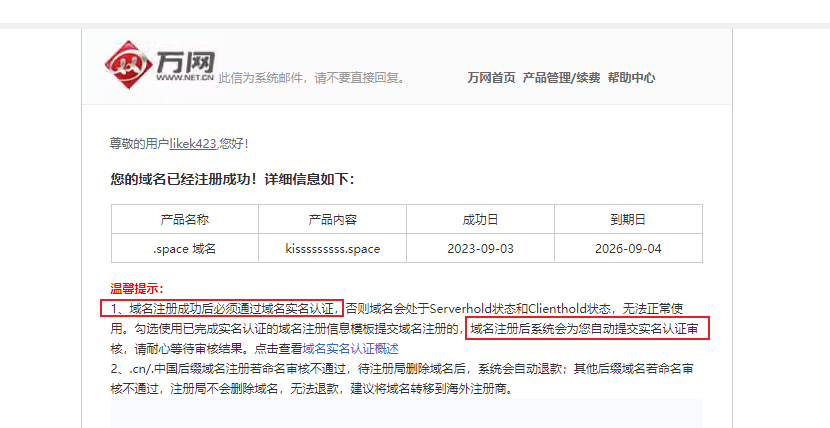 万网
WWW.NET.CN 此信为系统邮件，请不要直接回复。 万网首页 产品管理/续费 帮助中心
尊敬的用户likek423,您好！
您的域名已经注册成功！详细信息如下：
产品名称 产品内容 成功日 到期日
.space 域名 kisssssssss.space 2023-09-03 2026-09-04
温馨提示：
1、域名注册成功后必须通过域名实名认证，否则域名会处于Serverhold状态和Clienthold状态，无法正常使
用。勾选使用已完成实名认证的域名注册信息模板提交域名注册的，域名注册后系统会为您自动提交实名认证审
核，请耐心等待审核结果。点击查看域名实名认证概述
2、.cn/.中国后缀域名注册若命名审核不通过，待注册局删除域名后，系统会自动退款；其他后缀域名若命名审
核不通过，注册局不会删除域名，无法退款，建议将域名转移到海外注册商。